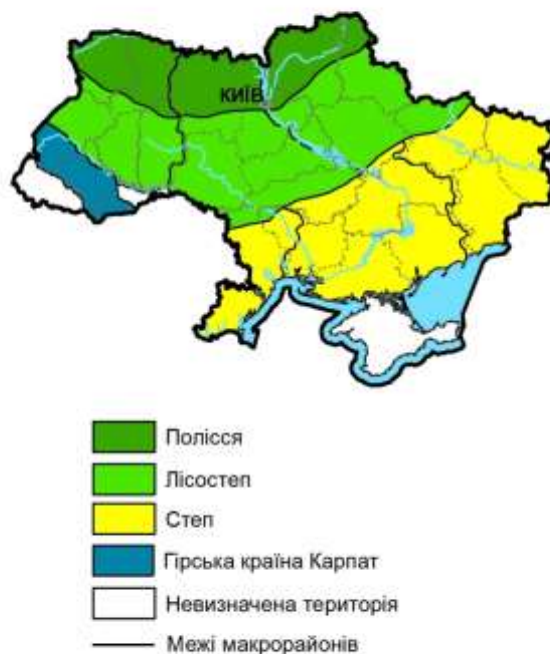 КИЇВ
Полісся
Лісостеп
Степ
Гірська країна Карпат
Невизначена територія
Межі макрорайонів